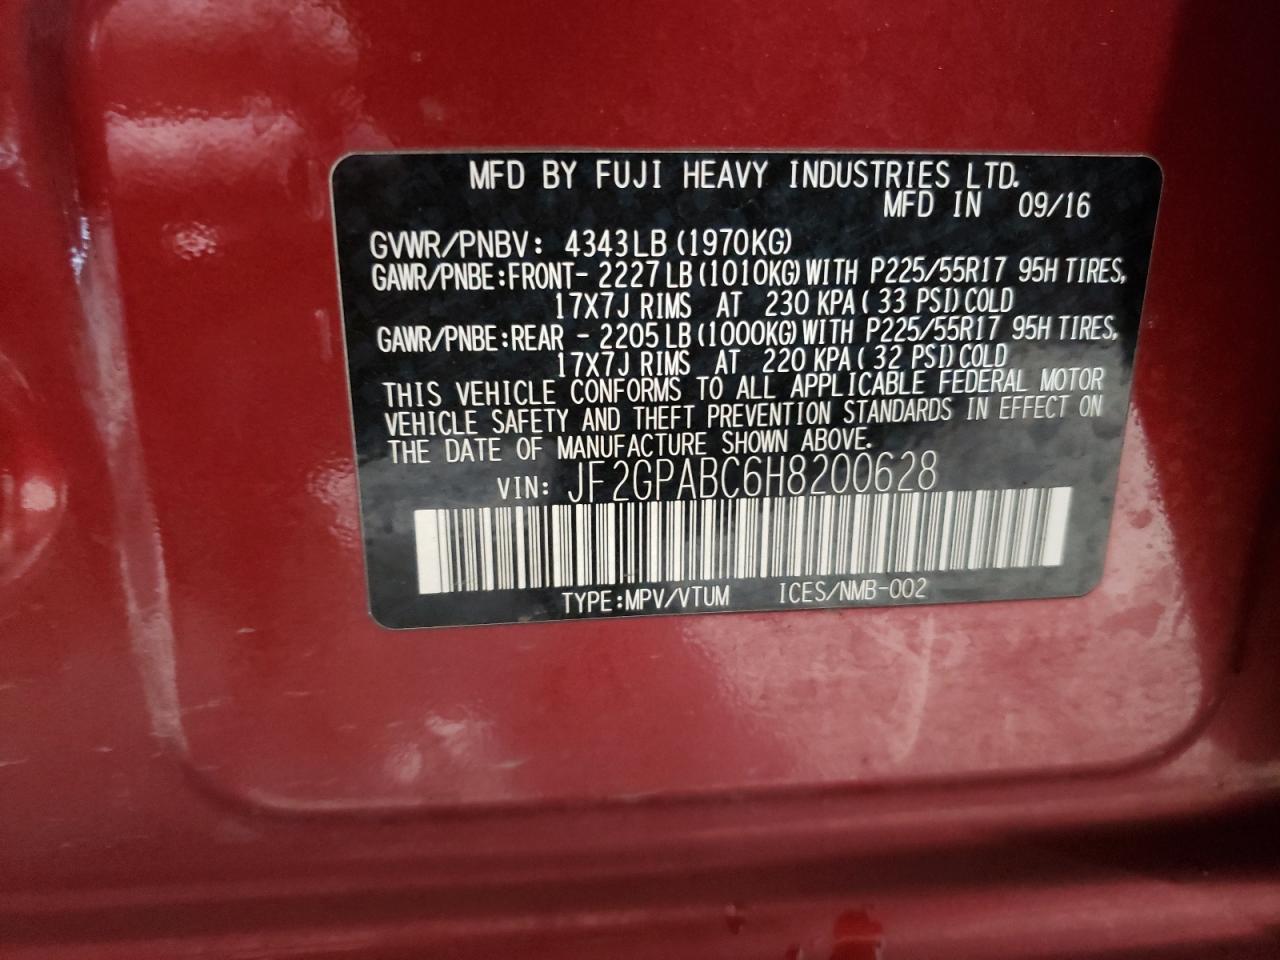 MFD BY FUJI HEAVY INDUSTRIES LTD.
MFD IN 09/16
GVWR/PNBV: 4343LB(1970KG)
GAWR/PNBE:FRONT- 2227LB(1010KG)WITH P225/55R17 95H TIRES,
17X7J RIMS AT 230 KPA( 33 PSI)COLD
GAWR/PNBE:REAR - 2205LB(1000KG)WITH P225/55R17 95H TIRES,
17X7J RIMS AT 220 KPA( 32 PSI)COLD
THIS VEHICLE CONFORMS TO ALL APPLICABLE FEDERAL MOTOR
VEHICLE SAFETY AND THEFT PREVENTION STANDARDS IN EFFECT ON
THE DATE OF MANUFACTURE SHOWN ABOVE.
VIN: JF2GPABC6H8200628
TYPE:MPV/VTUM ICES/NMB-002